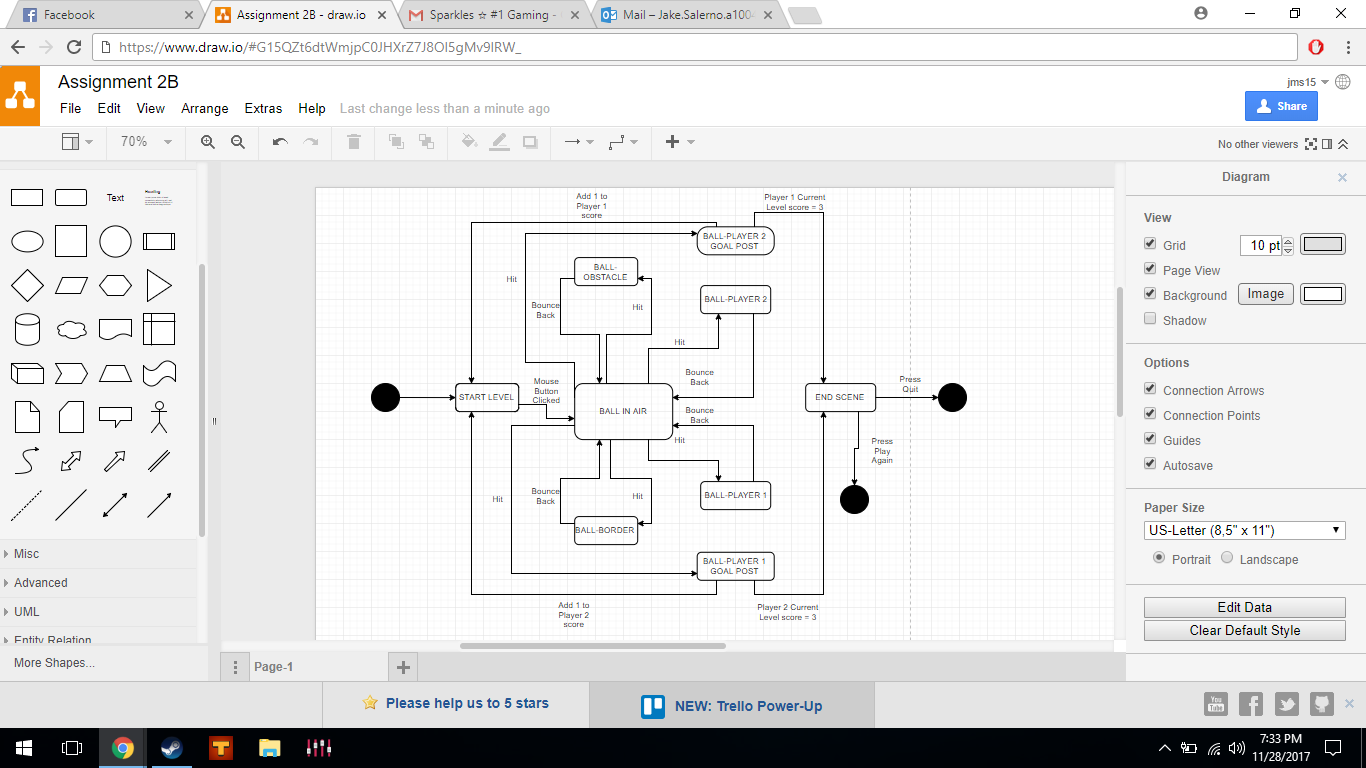 Facebook
Assignment 2B - draw.io
Sparkles ☆ #1 Gaming -
Mail – Jake.Salerno.a100
https://www.draw.io/#G15QZt6dtWmjpC0JHXrZ7J8OI5gMv9IRW_
Assignment 2B
jms15
File Edit View Arrange Extras Help Last change less than a minute ago
Share
70%
No other viewers
Text
Heading
Misc
Advanced
UML
Entity Relation
More Shapes...
Add 1 to
Player 1
score
Player 1 Current
Level score = 3
BALL-PLAYER 2
GOAL POST
Hit
BALL-
OBSTACLE
Bounce
Back
Hit
BALL-PLAYER 2
Hit
Bounce
Back
Mouse
Button
Clicked
START LEVEL
BALL IN AIR
Bounce
Back
Hit
END SCENE
Press
Quit
Press
Play
Again
Hit
Bounce
Back
Hit
BALL-PLAYER 1
BALL-BORDER
BALL-PLAYER 1
GOAL POST
Add 1 to
Player 2
score
Player 2 Current
Level score = 3
Diagram
View
Grid
10 pt
Page View
Background
Image
Shadow
Options
Connection Arrows
Connection Points
Guides
Autosave
Paper Size
US-Letter (8,5" x 11")
Portrait Landscape
Edit Data
Clear Default Style
Page-1
Please help us to 5 stars
NEW: Trello Power-Up
You
Tube
7:33 PM
11/28/2017